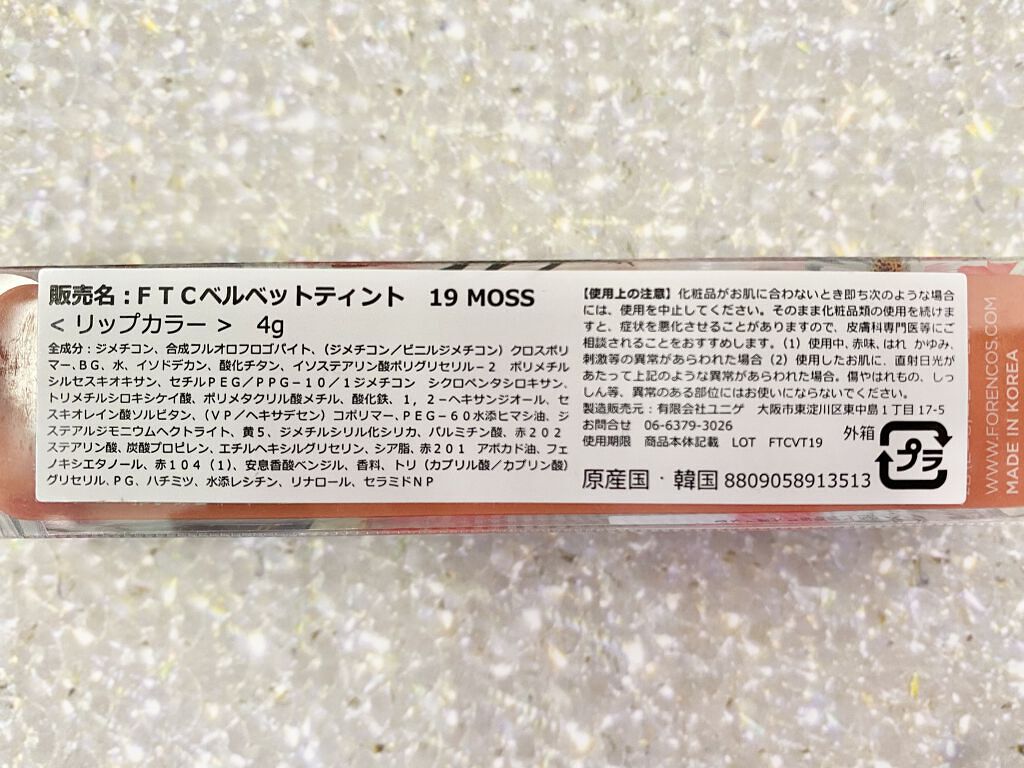 販売名：ＦＴＣベルベットティント　19 MOSS
＜ リップカラー ＞　4g
全成分：ジメチコン、合成フルオロフロゴパイト、（ジメチコン／ビニルジメチコン）クロスポリ
マー、ＢＧ、水、イソドデカン、酸化チタン、イソステアリン酸ポリグリセリル－２　ポリメチル
シルセスキオキサン、セチルＰＥＧ／ＰＰＧ－１０／１ジメチコン　シクロペンタシロキサン、
トリメチルシロキシケイ酸、ポリメタクリル酸メチル、酸化鉄、１，２－ヘキサンジオール、セ
スキオレイン酸ソルビタン、（ＶＰ／ヘキサデセン）コポリマー、ＰＥＧ－６０水添ヒマシ油、ジ
ステアルジモニウムヘクトライト、黄５、ジメチルシリル化シリカ、パルミチン酸、赤２０２
ステアリン酸、炭酸プロピレン、エチルヘキシルグリセリン、シア脂、赤２０１ アボカド油、フェ
ノキシエタノール、赤１０４（１）、安息香酸ベンジル、香料、トリ（カプリル酸／カプリン酸）
グリセリル、ＰＧ、ハチミツ、水添レシチン、リナロール、セラミドＮＰ
【使用上の注意】化粧品がお肌に合わないとき即ち次のような場合
には、使用を中止してください。そのまま化粧品類の使用を続けま
すと、症状を悪化させることがありますので、皮膚科専門医等にご
相談されることをおすすめします。（1）使用中、赤味、はれ かゆみ、
刺激等の異常があらわれた場合（2）使用したお肌に、直射日光が
あたって上記のような異常があらわれた場合。傷やはれもの、しっ
しん等、異常のある部位にはお使いにならないでください。
製造販売元：有限会社ユニゲ　大阪市東淀川区東中島１丁目 17-5
お問合せ　06-6379-3026
使用期限　商品本体記載　LOT　FTCVT19
外箱
プラ
原産国・韓国 8809058913513
WWW.FORENCOS.COM
MADE IN KOREA